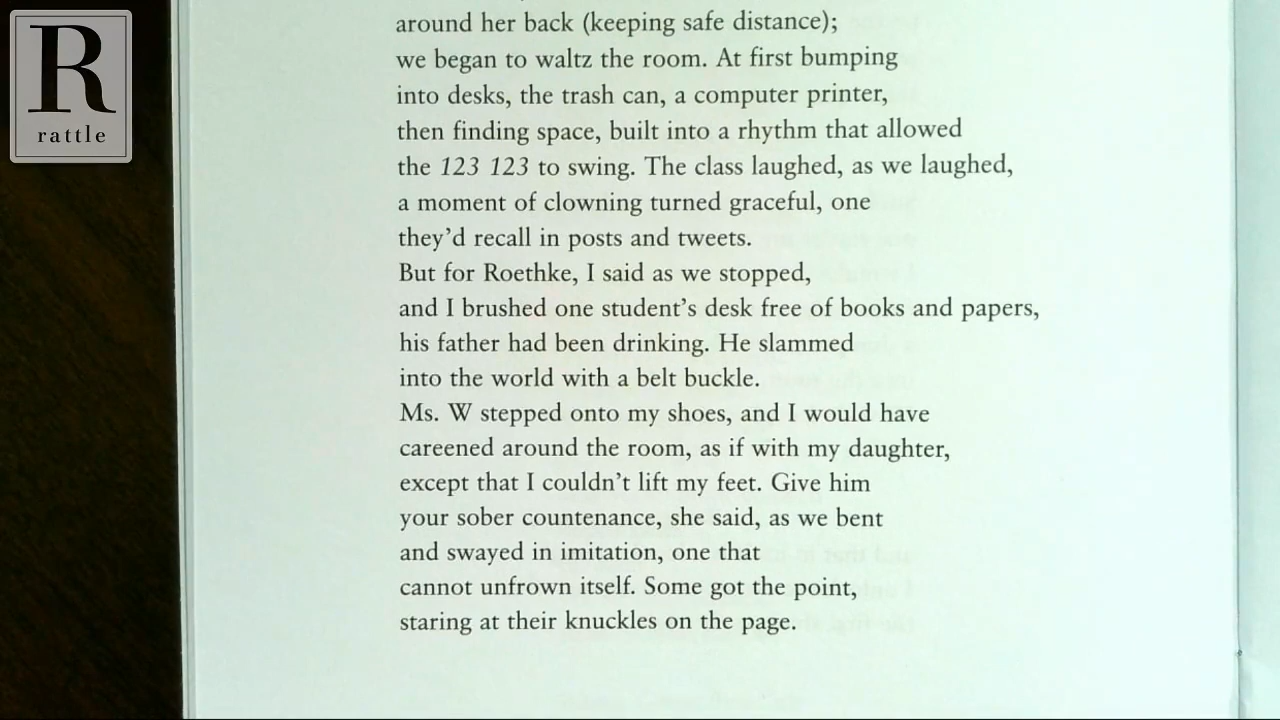 R
rattle
around her back (keeping safe distance);
we began to waltz the room. At first bumping
into desks, the trash can, a computer printer,
then finding space, built into a rhythm that allowed
the 123 123 to swing. The class laughed, as we laughed,
a moment of clowning turned graceful, one
they’d recall in posts and tweets.
But for Roethke, I said as we stopped,
and I brushed one student’s desk free of books and papers,
his father had been drinking. He slammed
into the world with a belt buckle.
Ms. W stepped onto my shoes, and I would have
careened around the room, as if with my daughter,
except that I couldn’t lift my feet. Give him
your sober countenance, she said, as we bent
and swayed in imitation, one that
cannot unfrown itself. Some got the point,
staring at their knuckles on the page.